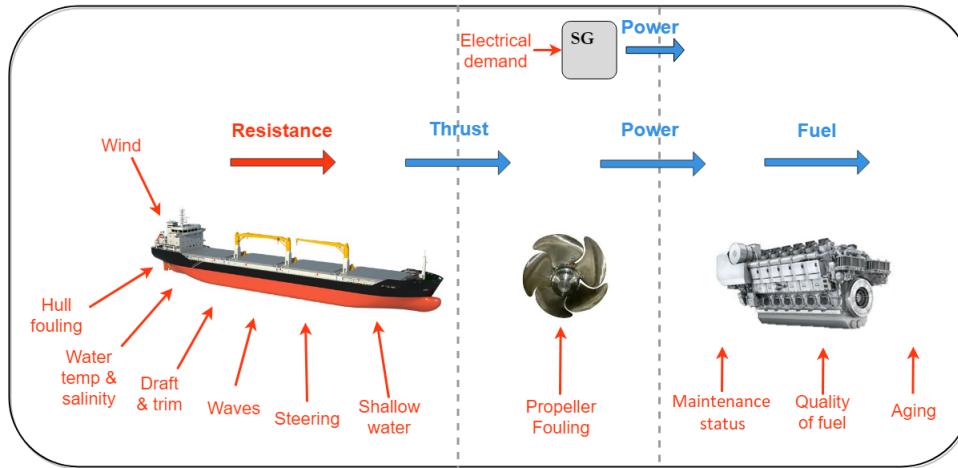 Electrical
demand
SG
Power
Wind
Resistance
Thrust
Power
Fuel
Hull
fouling
Water
temp &
salinity
Draft
& trim
Waves
Steering
Shallow
water
Propeller
Fouling
Maintenance
status
Quality
of fuel
Aging